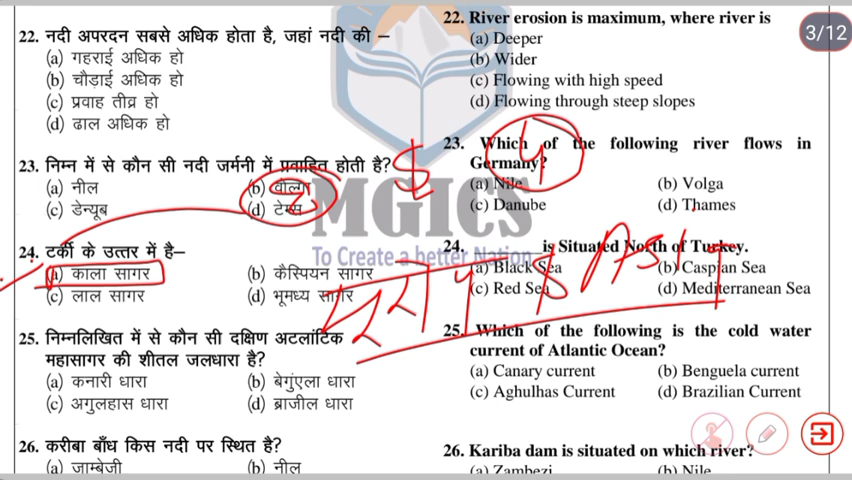 22. नदी अपरदन सबसे अधिक होता है, जहां नदी की –
(a) गहराई अधिक हो
(b) चौड़ाई अधिक हो
(c) प्रवाह तीव्र हो
(d) ढाल अधिक हो
23. निम्न में से कौन सी नदी जर्मनी में प्रवाहित होती है?
(a) नील (b) वोल्गा
(c) डेन्यूब (d) टेम्स
24. टर्की के उत्तर में है–
(a) काला सागर (b) कैस्पियन सागर
(c) लाल सागर (d) भूमध्य सागर
25. निम्नलिखित में से कौन सी दक्षिण अटलांटिक
महासागर की शीतल जलधारा है?
(a) कनारी धारा (b) बेगुंएला धारा
(c) अगुलहास धारा (d) ब्राजील धारा
26. करीबा बाँध किस नदी पर स्थित है?
(a) जाम्बेजी (b) नील
22. River erosion is maximum, where river is
(a) Deeper
(b) Wider
(c) Flowing with high speed
(d) Flowing through steep slopes
23. Which of the following river flows in
Germany?
(a) Nile (b) Volga
(c) Danube (d) Thames
24. is Situated North of Turkey.
(a) Black Sea (b) Caspian Sea
(c) Red Sea (d) Mediterranean Sea
25. Which of the following is the cold water
current of Atlantic Ocean?
(a) Canary current (b) Benguela current
(c) Aghulhas Current (d) Brazilian Current
26. Kariba dam is situated on which river?
(a) Zambezi (b) Nile
3/12
MGICS
To Create a better Nation